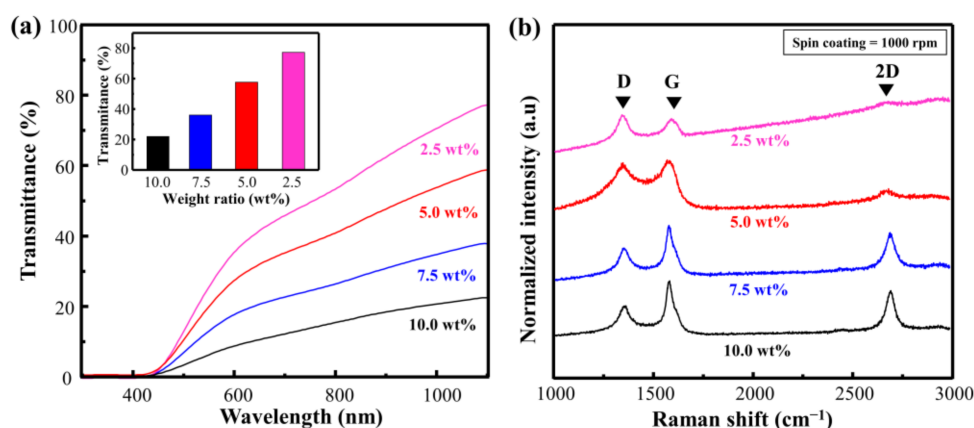 (a)
100
80
60
40
20
0
Transmittance (%)
400
600
800
1000
Wavelength (nm)
2.5 wt%
5.0 wt%
7.5 wt%
10.0 wt%
80
60
40
20
0
Transmitance (%)
10.0 7.5 5.0 2.5
Weight ratio (wt%)
(b)
Spin coating = 1000 rpm
D
G
2D
2.5 wt%
5.0 wt%
7.5 wt%
10.0 wt%
Normalized intensity (a.u)
1000 1500 2000 2500 3000
Raman shift (cm⁻¹)